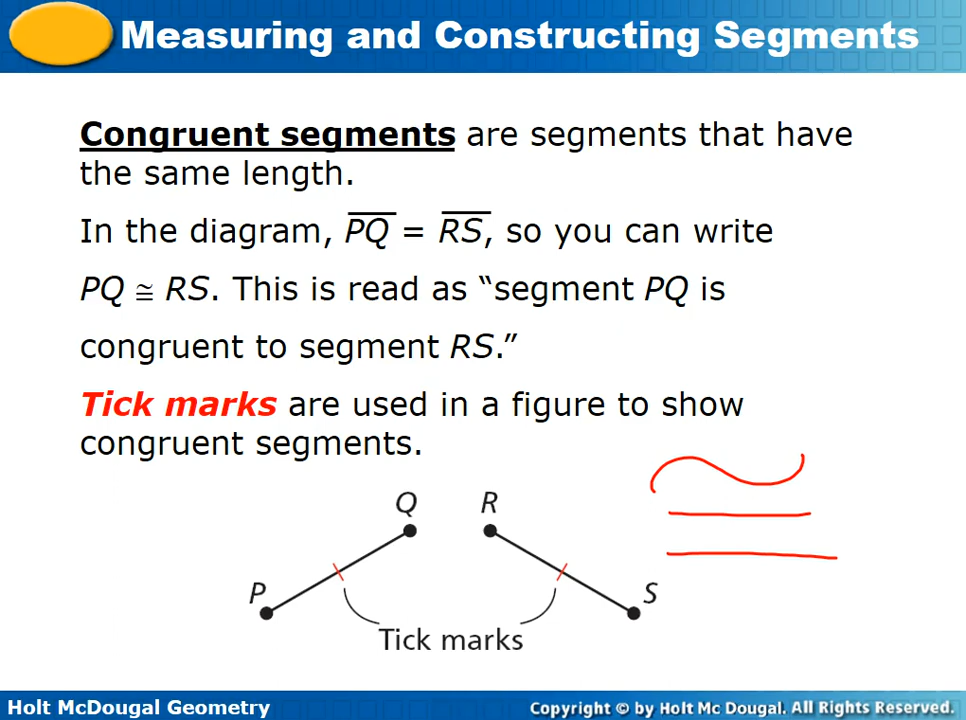 Measuring and Constructing Segments
Congruent segments are segments that have
the same length.
In the diagram, P̅Q̅ = R̅S̅, so you can write
PQ ≅ RS. This is read as “segment PQ is
congruent to segment RS.”
Tick marks are used in a figure to show
congruent segments.
≅
Q R
P S
Tick marks
Holt McDougal Geometry Copyright © by Holt Mc Dougal. All Rights Reserved.